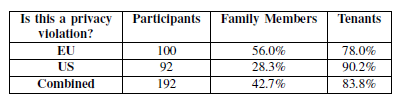 Is this a privacy violation? Participants Family Members Tenants
EU 100 56.0% 78.0%
US 92 28.3% 90.2%
Combined 192 42.7% 83.8%